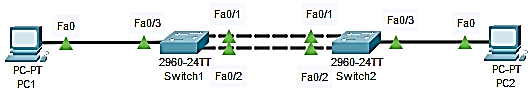 Fa0
Fa0/3
Fa0/1
Fa0/1
Fa0/3
Fa0
PC-PT
PC1
2960-24TT
Switch1
Fa0/2
Fa0/2
2960-24TT
Switch2
PC-PT
PC2